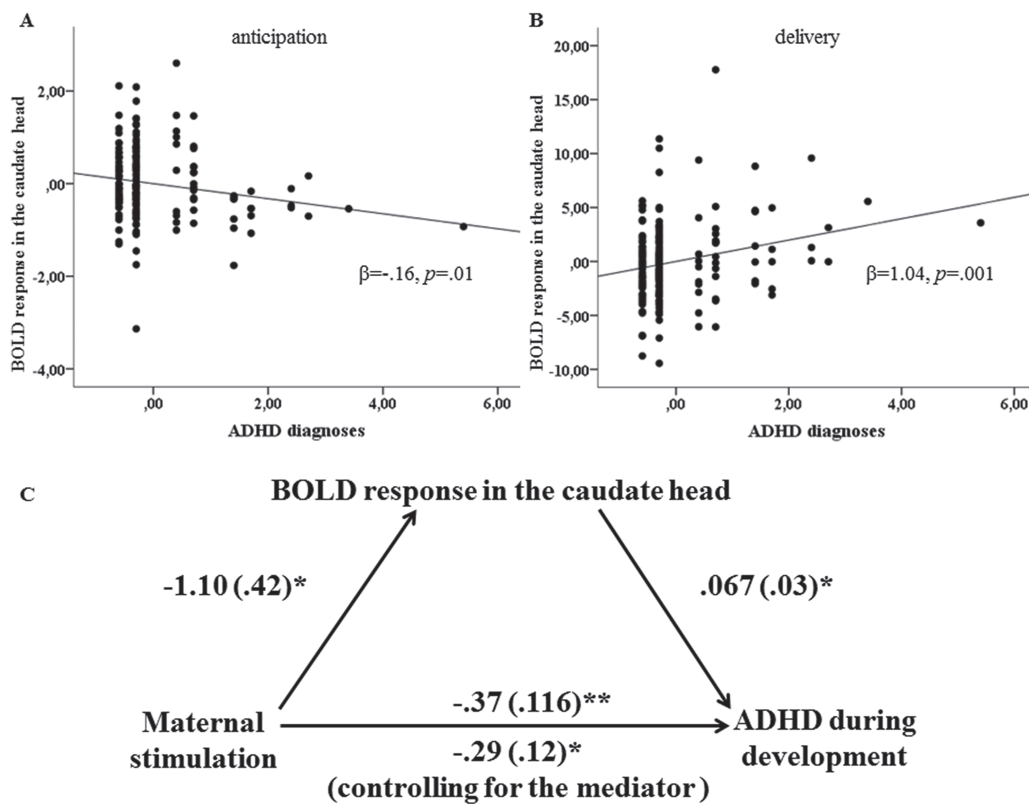 A
anticipation
BOLD response in the caudate head
2,00
,00
-2,00
-4,00
β=-.16, p=.01
,00 2,00 4,00 6,00
ADHD diagnoses
B
delivery
BOLD response in the caudate head
20,00
15,00
10,00
5,00
,00
-5,00
-10,00
β=1.04, p=.001
,00 2,00 4,00 6,00
ADHD diagnoses
C
BOLD response in the caudate head
-1.10 (.42)*
.067 (.03)*
Maternal
stimulation
-.37 (.116)**
-.29 (.12)*
(controlling for the mediator )
ADHD during
development